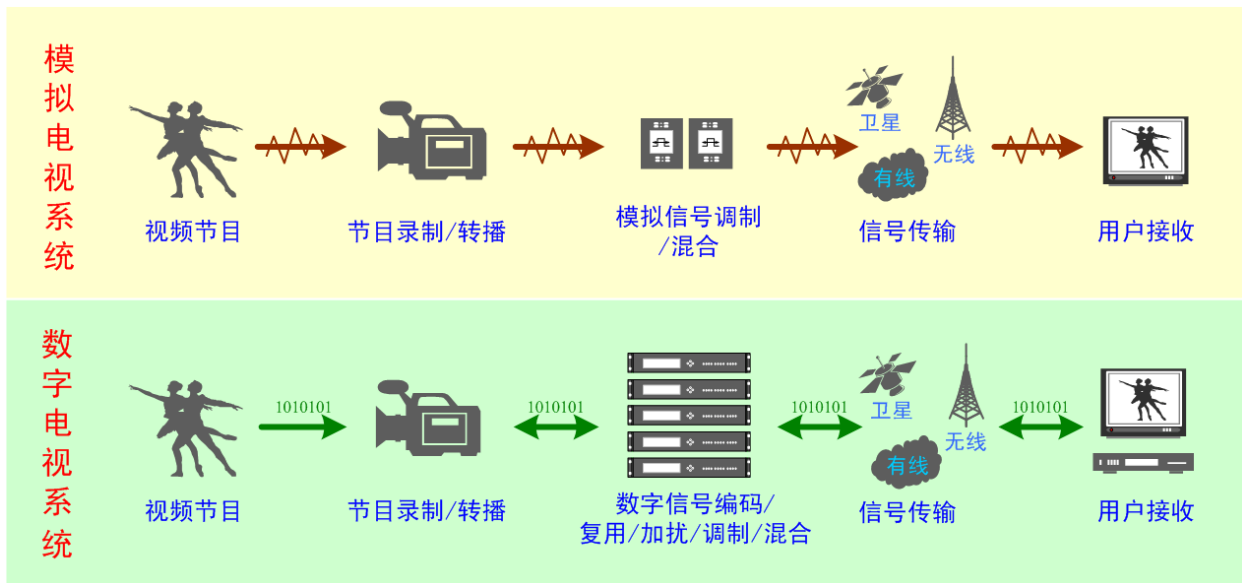 模拟电视系统
卫星
无线
有线
视频节目
节目录制/转播
模拟信号调制
/混合
信号传输
用户接收
数字电视系统
1010101
1010101
1010101
1010101
卫星
无线
有线
视频节目
节目录制/转播
数字信号编码/
复用/加扰/调制/混合
信号传输
用户接收